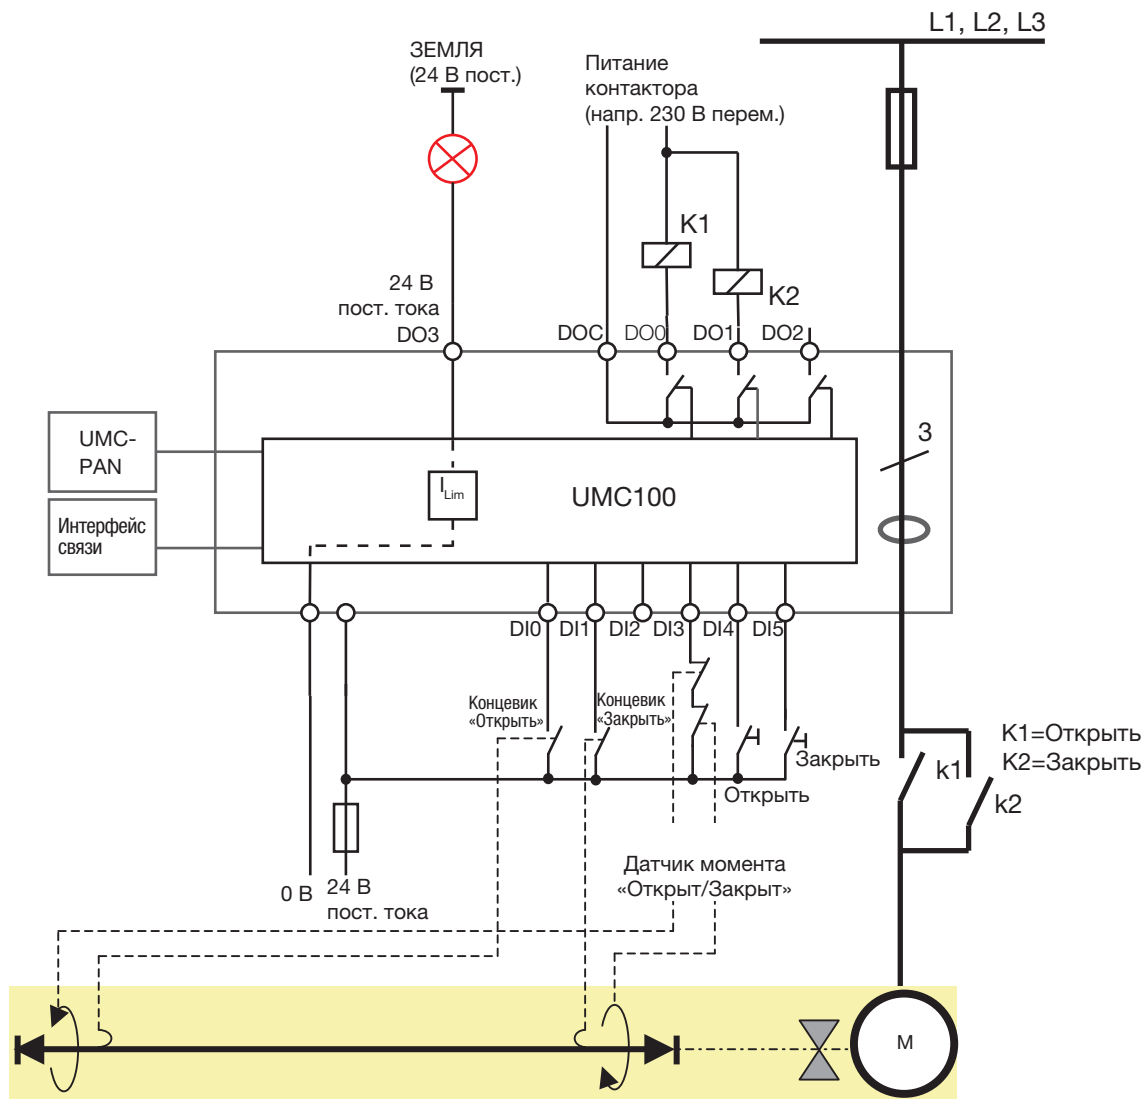 L1, L2, L3
ЗЕМЛЯ
(24 В пост.)
Питание
контактора
(напр. 230 В перем.)
K1
K2
24 В
пост. тока
DO3
DOC
DO0
DO1
DO2
UMC-
PAN
Интерфейс
связи
I Lim
UMC100
3
DI0
DI1
DI2
DI3
DI4
DI5
Концевик
«Открыть»
Концевик
«Закрыть»
Закрыть
Открыть
K1=Открыть
K2=Закрыть
k1
k2
Датчик момента
«Открыт/Закрыт»
0 В
24 В
пост. тока
M